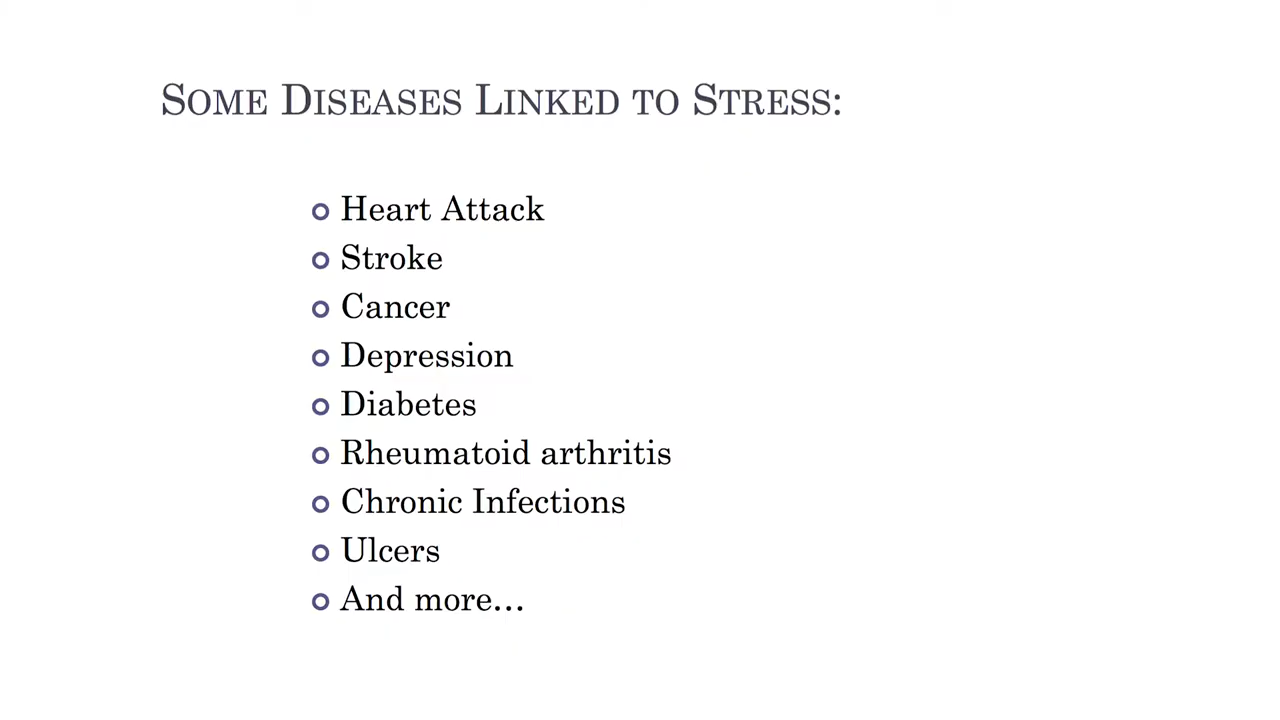 Some Diseases Linked to Stress:
Heart Attack
Stroke
Cancer
Depression
Diabetes
Rheumatoid arthritis
Chronic Infections
Ulcers
And more…